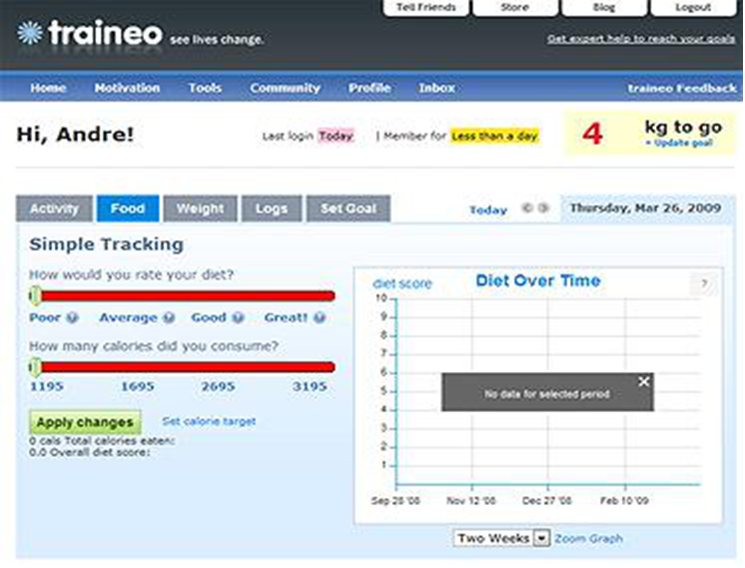 Tell Friends Store Blog Logout
traineo see lives change.
Get expert help to reach your goals
Home Motivation Tools Community Profile Inbox traineo Feedback
Hi, Andre! Last login Today | Member for Less than a day. 4 kg to go
• Update goal
Activity Food Weight Logs Set Goal Today Thursday, Mar 26, 2009
Simple Tracking
How would you rate your diet?
Poor ? Average ? Good ? Great! ?
How many calories did you consume?
1195 1695 2695 3195
Apply changes Set calorie target
0 cals Total calories eaten:
0.0 Overall diet score:
diet score Diet Over Time ?
10
9
8
7
6
5
4
3
2
1
No data for selected period
Sep 28 '08 Nov 12 '08 Dec 27 '08 Feb 10 '09
Two Weeks Zoom Graph